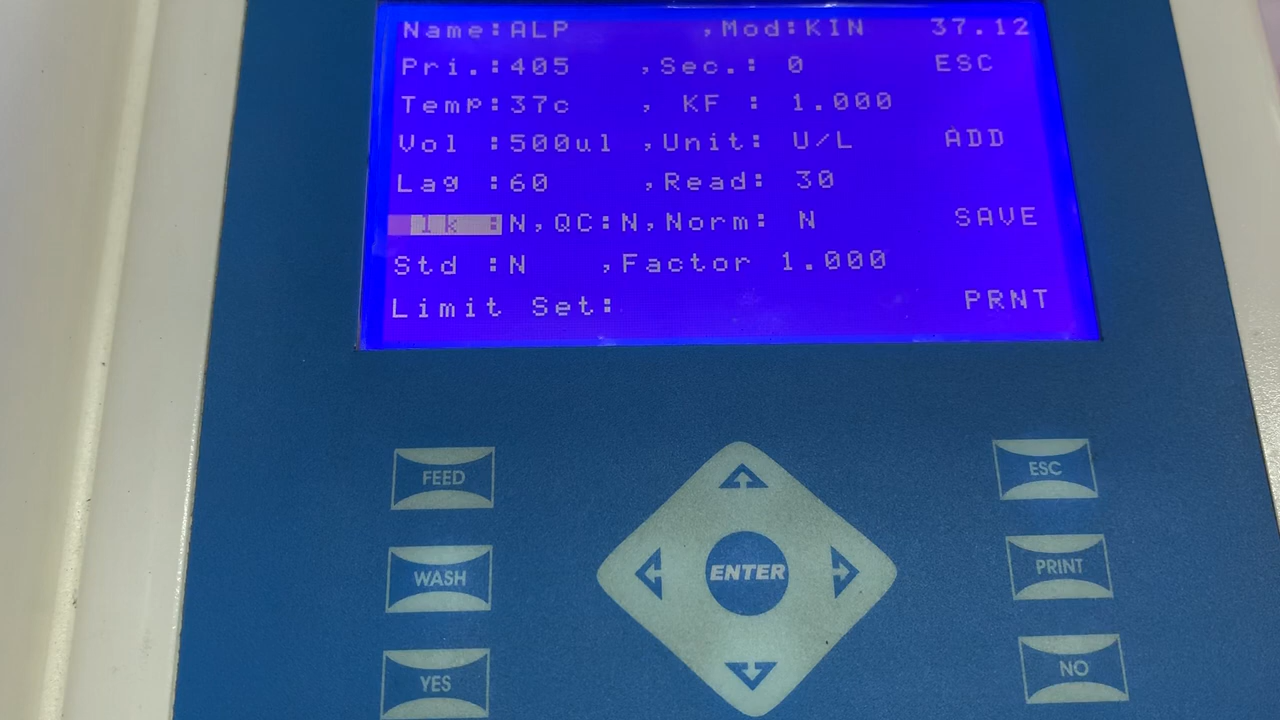 Name:ALP ,Mod:KIN 37.12
Pri.:405 ,Sec.: 0 ESC
Temp:37c , KF : 1.000
Vol :500ul ,Unit: U/L ADD
Lag :60 ,Read: 30
lk :N,QC:N,Norm: N SAVE
Std :N ,Factor 1.000
Limit Set: PRNT
FEED
ESC
ENTER
WASH
PRINT
YES
NO